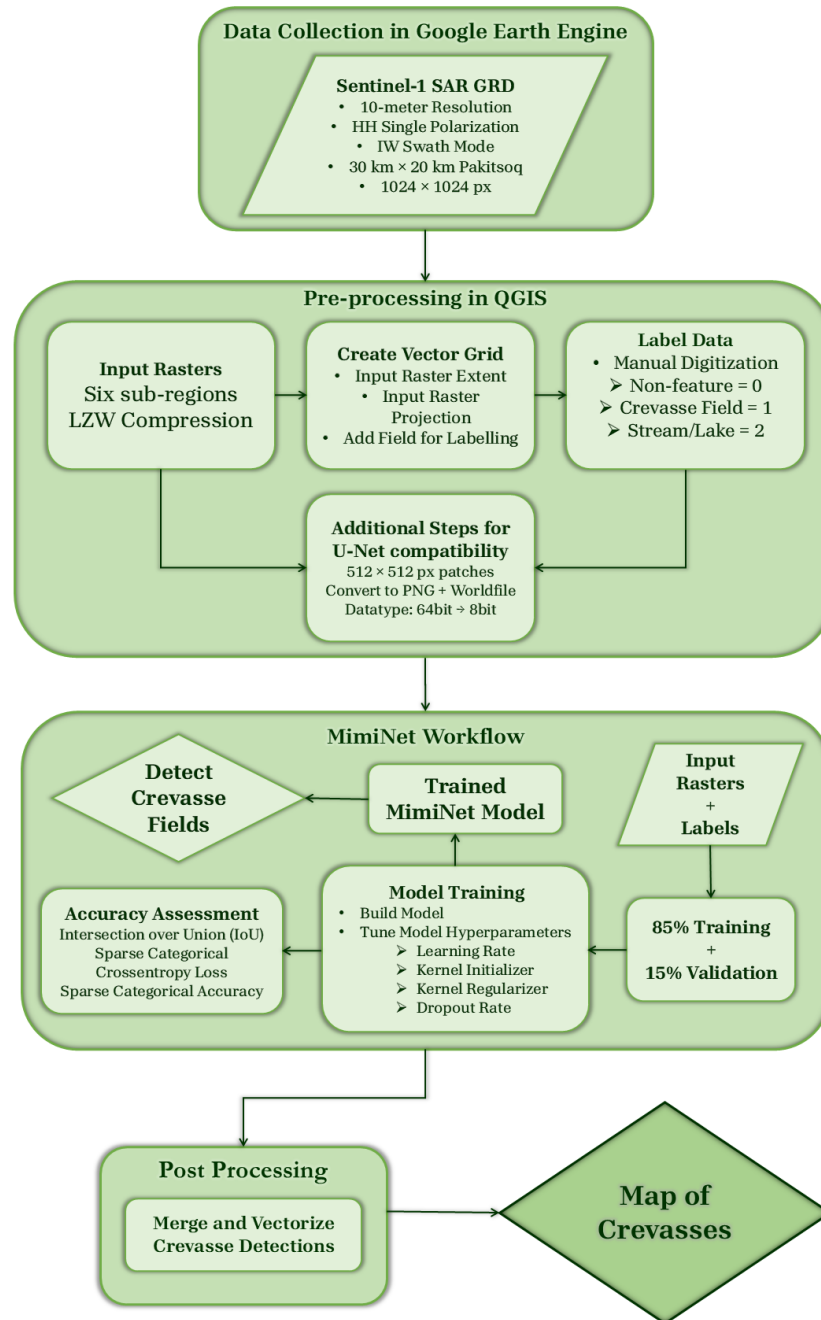 Data Collection in Google Earth Engine
Sentinel-1 SAR GRD
• 10-meter Resolution
• HH Single Polarization
• IW Swath Mode
• 30 km × 20 km Pakitsoq
• 1024 × 1024 px
Pre-processing in QGIS
Input Rasters
Six sub-regions
LZW Compression
Create Vector Grid
• Input Raster Extent
• Input Raster
Projection
• Add Field for Labelling
Label Data
• Manual Digitization
➢ Non-feature = 0
➢ Crevasse Field = 1
➢ Stream/Lake = 2
Additional Steps for
U-Net compatibility
512 × 512 px patches
Convert to PNG + Worldfile
Datatype: 64bit → 8bit
MimiNet Workflow
Detect
Crevasse
Fields
Trained
MimiNet Model
Input
Rasters
+
Labels
Accuracy Assessment
Intersection over Union (IoU)
Sparse Categorical
Crossentropy Loss
Sparse Categorical Accuracy
Model Training
• Build Model
• Tune Model Hyperparameters
➢ Learning Rate
➢ Kernel Initializer
➢ Kernel Regularizer
➢ Dropout Rate
85% Training
+
15% Validation
Post Processing
Merge and Vectorize
Crevasse Detections
Map of
Crevasses